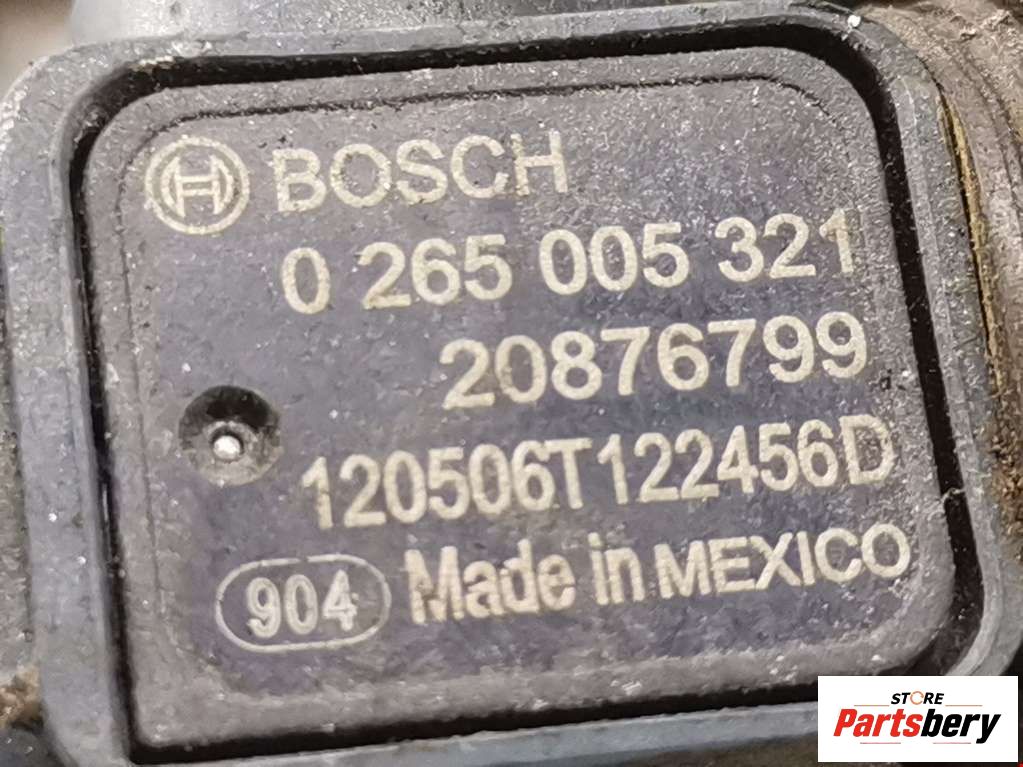 BOSCH
0 265 005 321
20876799
120506T122456D
904 Made in MEXICO
STORE
Partsbery